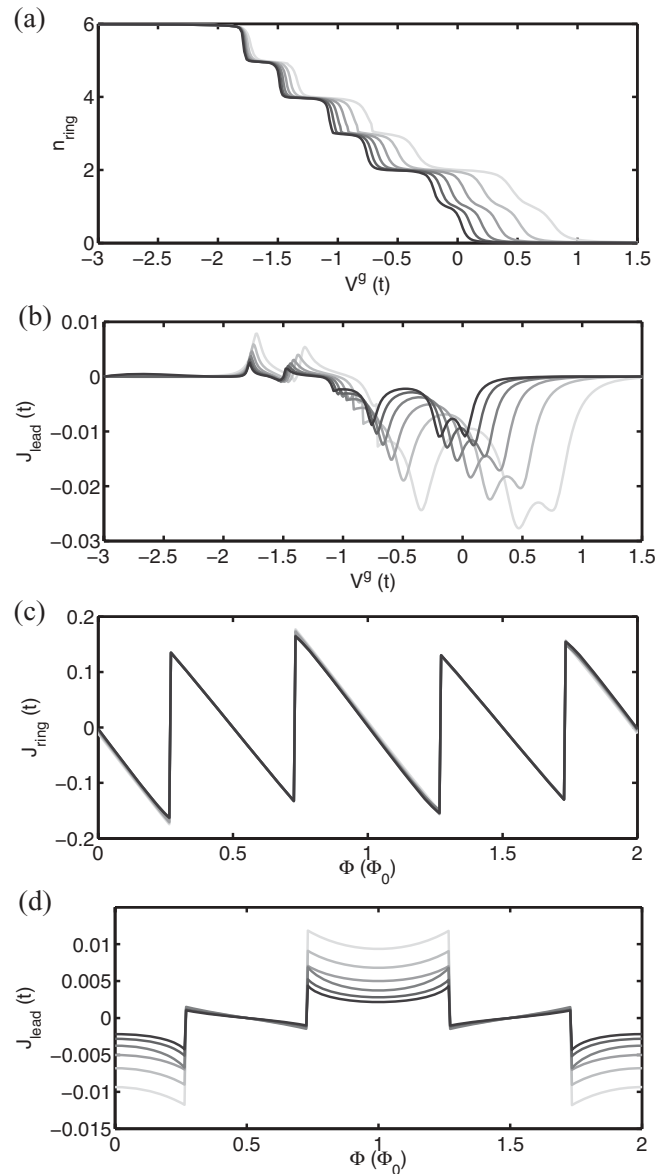 (a)
6
4
2
0
n_ring
−3 −2.5 −2 −1.5 −1 −0.5 0 0.5 1 1.5
V^g (t)
(b)
0.01
0
−0.01
−0.02
−0.03
J_lead (t)
−3 −2.5 −2 −1.5 −1 −0.5 0 0.5 1 1.5
V^g (t)
(c)
0.2
0.1
0
−0.1
−0.2
J_ring (t)
0 0.5 1 1.5 2
Φ (Φ_0)
(d)
0.01
0.005
0
−0.005
−0.01
−0.015
J_lead (t)
0 0.5 1 1.5 2
Φ (Φ_0)